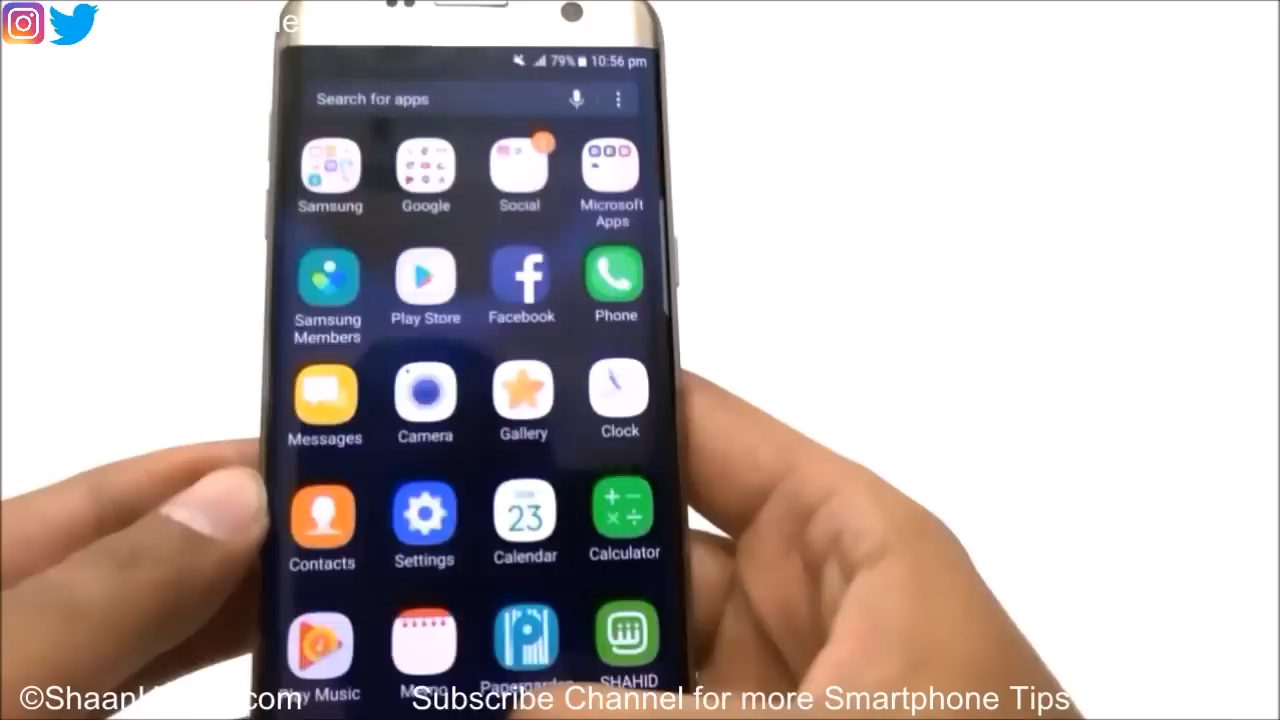 79% 10:56 pm
Search for apps
Samsung Google Social Microsoft Apps
Samsung Members Play Store Facebook Phone
Messages Camera Gallery Clock
Contacts Settings 23 Calendar Calculator
Play Music SHAHID
Subscribe Channel for more Smartphone Tips